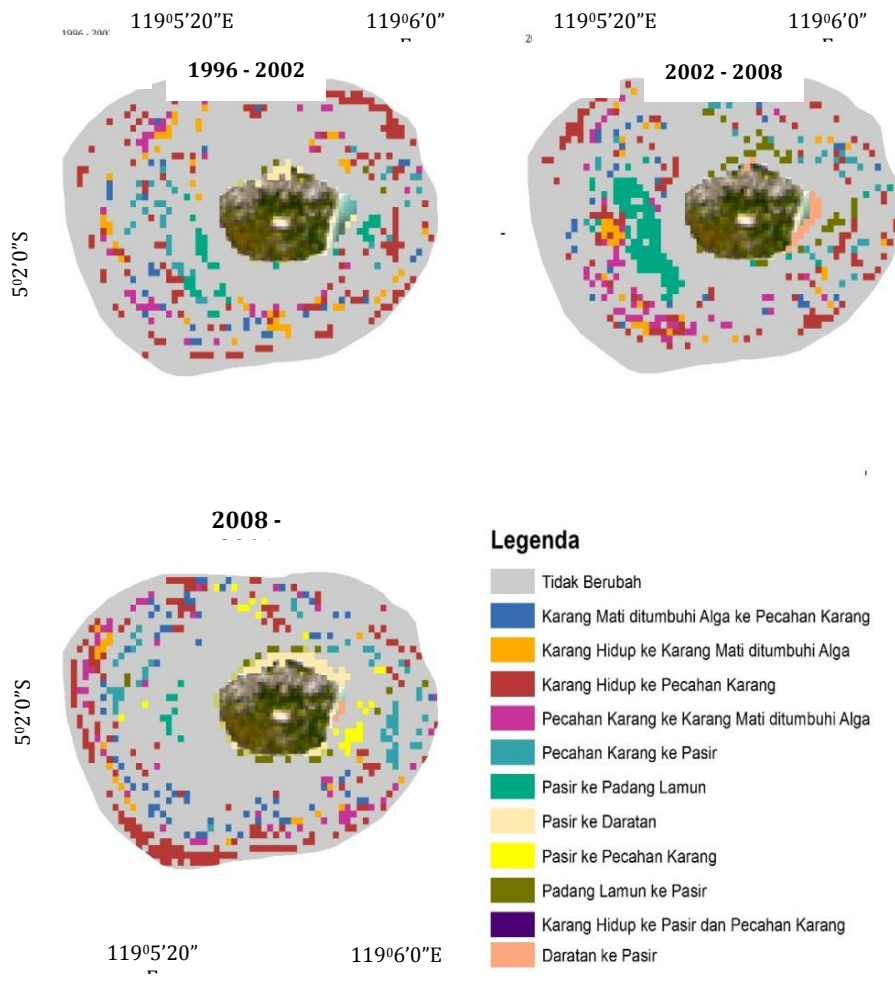 119⁰5'20"E 119⁰6'0" 119⁰5'20"E 119⁰6'0"
1996 - 2002 2002 - 2008
5⁰2'0"S
2008 -
Legenda
Tidak Berubah
Karang Mati ditumbuhi Alga ke Pecahan Karang
Karang Hidup ke Karang Mati ditumbuhi Alga
Karang Hidup ke Pecahan Karang
Pecahan Karang ke Karang Mati ditumbuhi Alga
Pecahan Karang ke Pasir
Pasir ke Padang Lamun
Pasir ke Daratan
Pasir ke Pecahan Karang
Padang Lamun ke Pasir
Karang Hidup ke Pasir dan Pecahan Karang
Daratan ke Pasir
5⁰2'0"S
119⁰5'20" 119⁰6'0"E